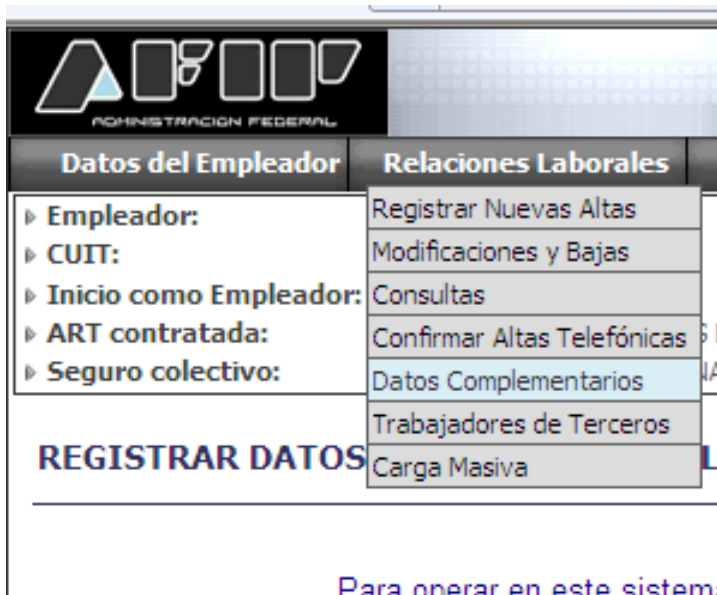 AFIP
ADMINISTRACION FEDERAL
Datos del Empleador Relaciones Laborales
Empleador:
CUIT:
Inicio como Empleador:
ART contratada:
Seguro colectivo:
Registrar Nuevas Altas
Modificaciones y Bajas
Consultas
Confirmar Altas Telefónicas
Datos Complementarios
Trabajadores de Terceros
Carga Masiva
REGISTRAR DATOS
Para operar en este sistema